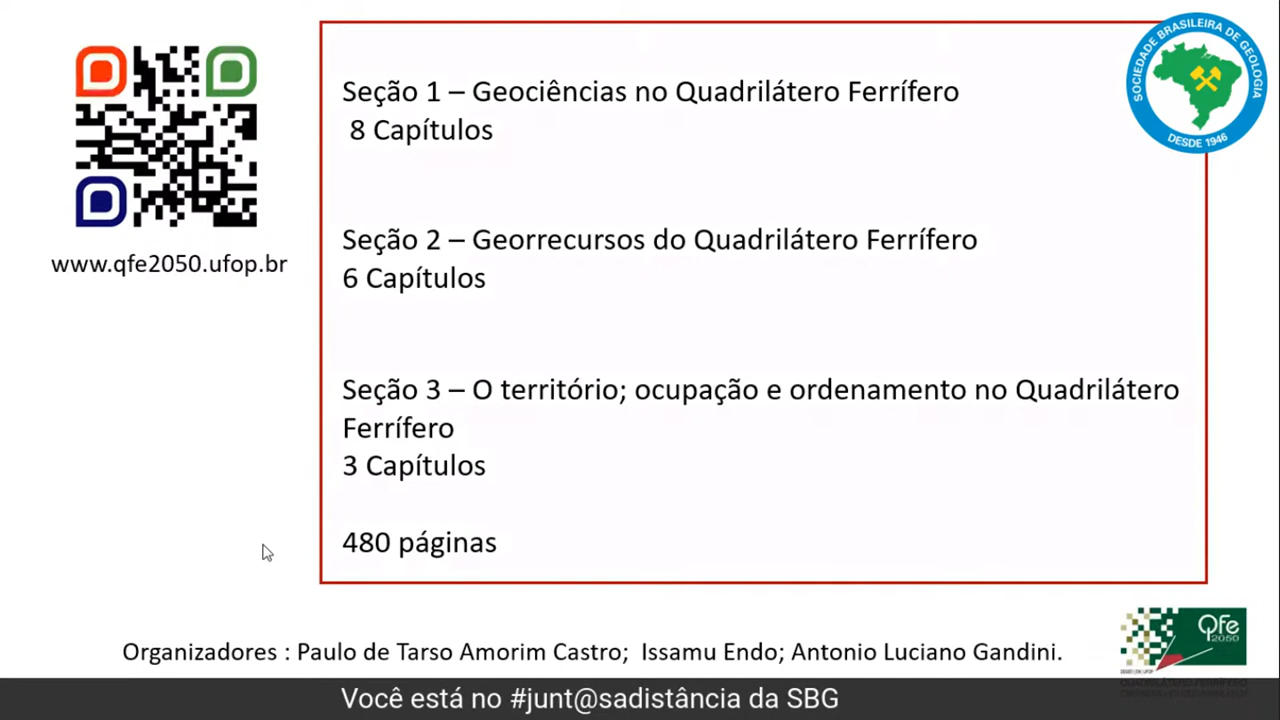 SOCIEDADE BRASILEIRA DE GEOLOGIA
DESDE 1946
Seção 1 – Geociências no Quadrilátero Ferrífero
8 Capítulos
www.qfe2050.ufop.br
Seção 2 – Georrecursos do Quadrilátero Ferrífero
6 Capítulos
Seção 3 – O território; ocupação e ordenamento no Quadrilátero
Ferrífero
3 Capítulos
480 páginas
Qfe
2050
Organizadores : Paulo de Tarso Amorim Castro;  Issamu Endo; Antonio Luciano Gandini.
Você está no #junt@sadistância da SBG